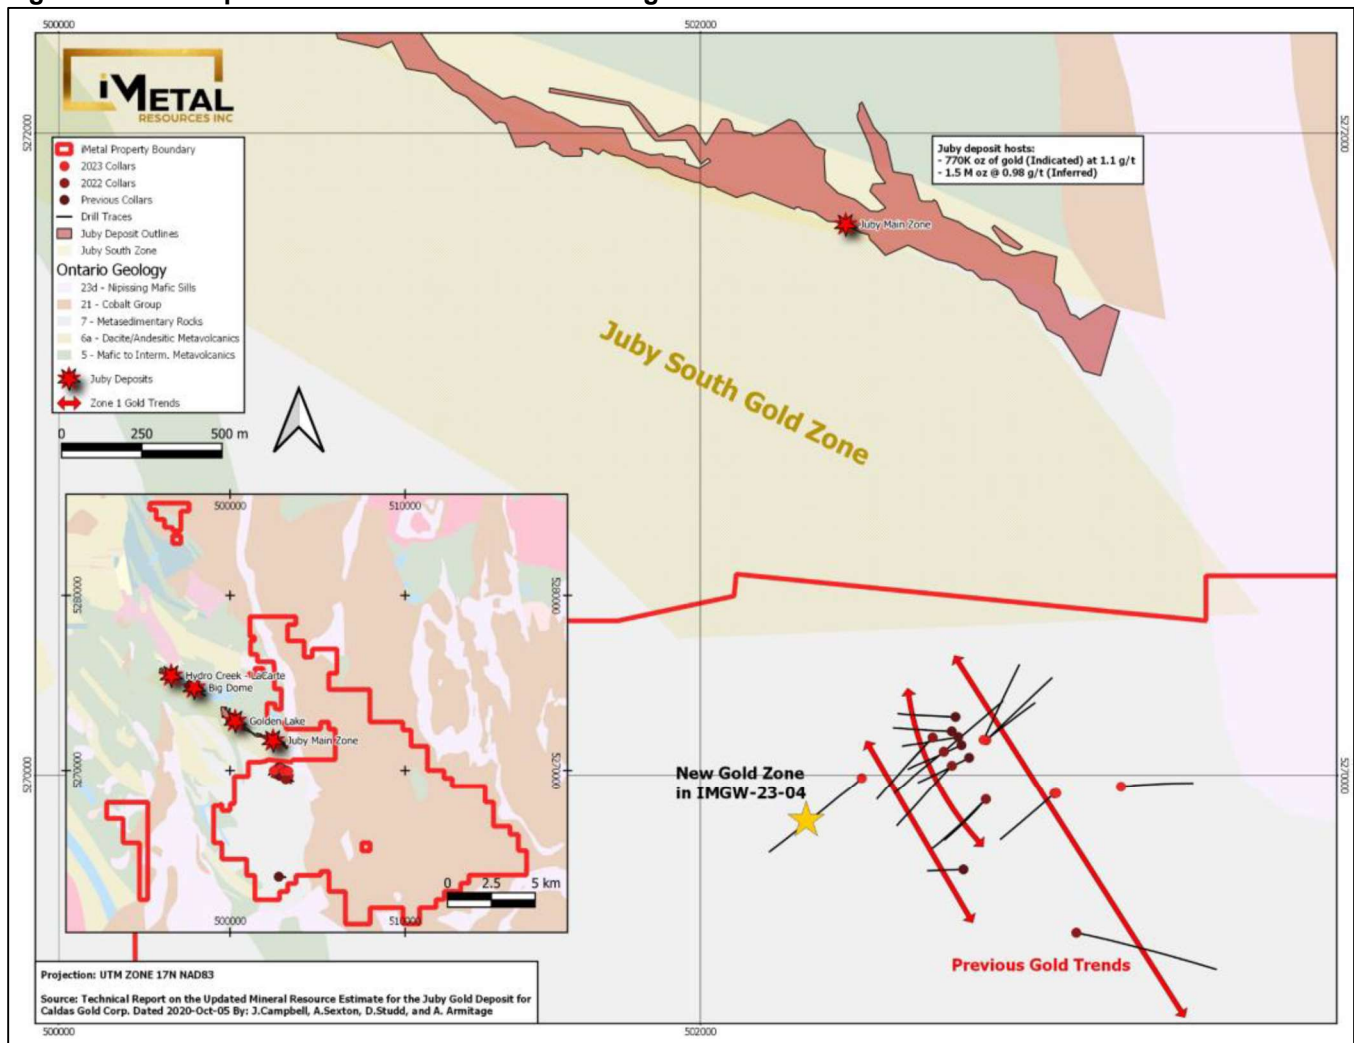 500000
502000
iMETAL
RESOURCES INC
5272000
5272000
iMetal Property Boundary
2023 Collars
2022 Collars
Previous Collars
Drill Traces
Juby Deposit Outlines
Juby South Zone
Ontario Geology
23d - Nipissing Mafic Sills
21 - Cobalt Group
7 - Metasedimentary Rocks
6a - Dacite/Andesitic Metavolcanics
5 - Mafic to Interm. Metavolcanics
Juby Deposits
Zone 1 Gold Trends
0 250 500 m
Juby deposit hosts:
- 770K oz of gold (Indicated) at 1.1 g/t
- 1.5 M oz @ 0.98 g/t (Inferred)
Juby Main Zone
Juby South Gold Zone
500000
510000
5280000
5280000
Hydro Creek - LaCarte
Big Dome
Golden Lake
Juby Main Zone
5270000
5270000
0 2.5 5 km
500000
510000
5270000
5270000
New Gold Zone
in IMGW-23-04
Previous Gold Trends
Projection: UTM ZONE 17N NAD83
Source: Technical Report on the Updated Mineral Resource Estimate for the Juby Gold Deposit for
Caldas Gold Corp. Dated 2020-Oct-05 By: J.Campbell, A.Sexton, D.Studd, and A. Armitage
500000
502000